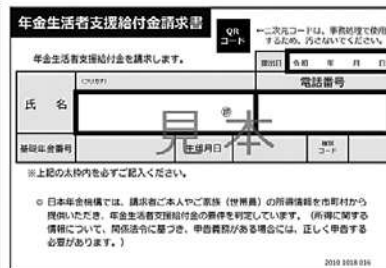 年金生活者支援給付金請求書
QR
コード
←二次元コードは、事務処理で使用
するため、汚さないでください。
年金生活者支援給付金を請求します。
提出日 令和 年 月 日
(フリガナ)
電話番号
氏 名
㊞
見本
基礎年金番号
生年月日
種別
コード
※上記の太枠内を必ずご記入ください。
◎ 日本年金機構では、請求者ご本人やご家族(世帯員)の所得情報を市町村から
提供いただき、年金生活者支援給付金の要件を判定しています。(所得に関する
情報について、関係法令に基づき、申告義務がある場合には、正しく申告する
必要があります。)
2010 1018 016